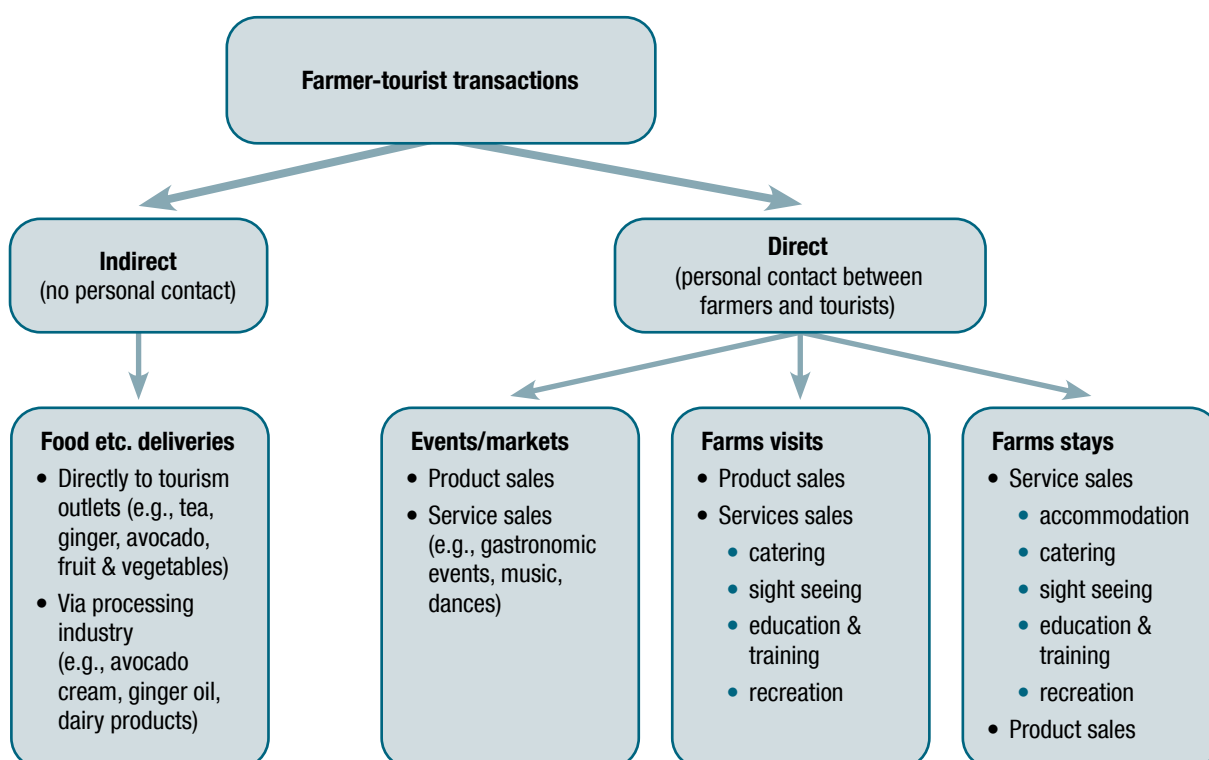 Farmer-tourist transactions
Indirect
(no personal contact)
Direct
(personal contact between
farmers and tourists)
Food etc. deliveries
• Directly to tourism
outlets (e.g., tea,
ginger, avocado,
fruit & vegetables)
• Via processing
industry
(e.g., avocado
cream, ginger oil,
dairy products)
Events/markets
• Product sales
• Service sales
(e.g., gastronomic
events, music,
dances)
Farms visits
• Product sales
• Services sales
• catering
• sight seeing
• education &
training
• recreation
Farms stays
• Service sales
• accommodation
• catering
• sight seeing
• education &
training
• recreation
• Product sales